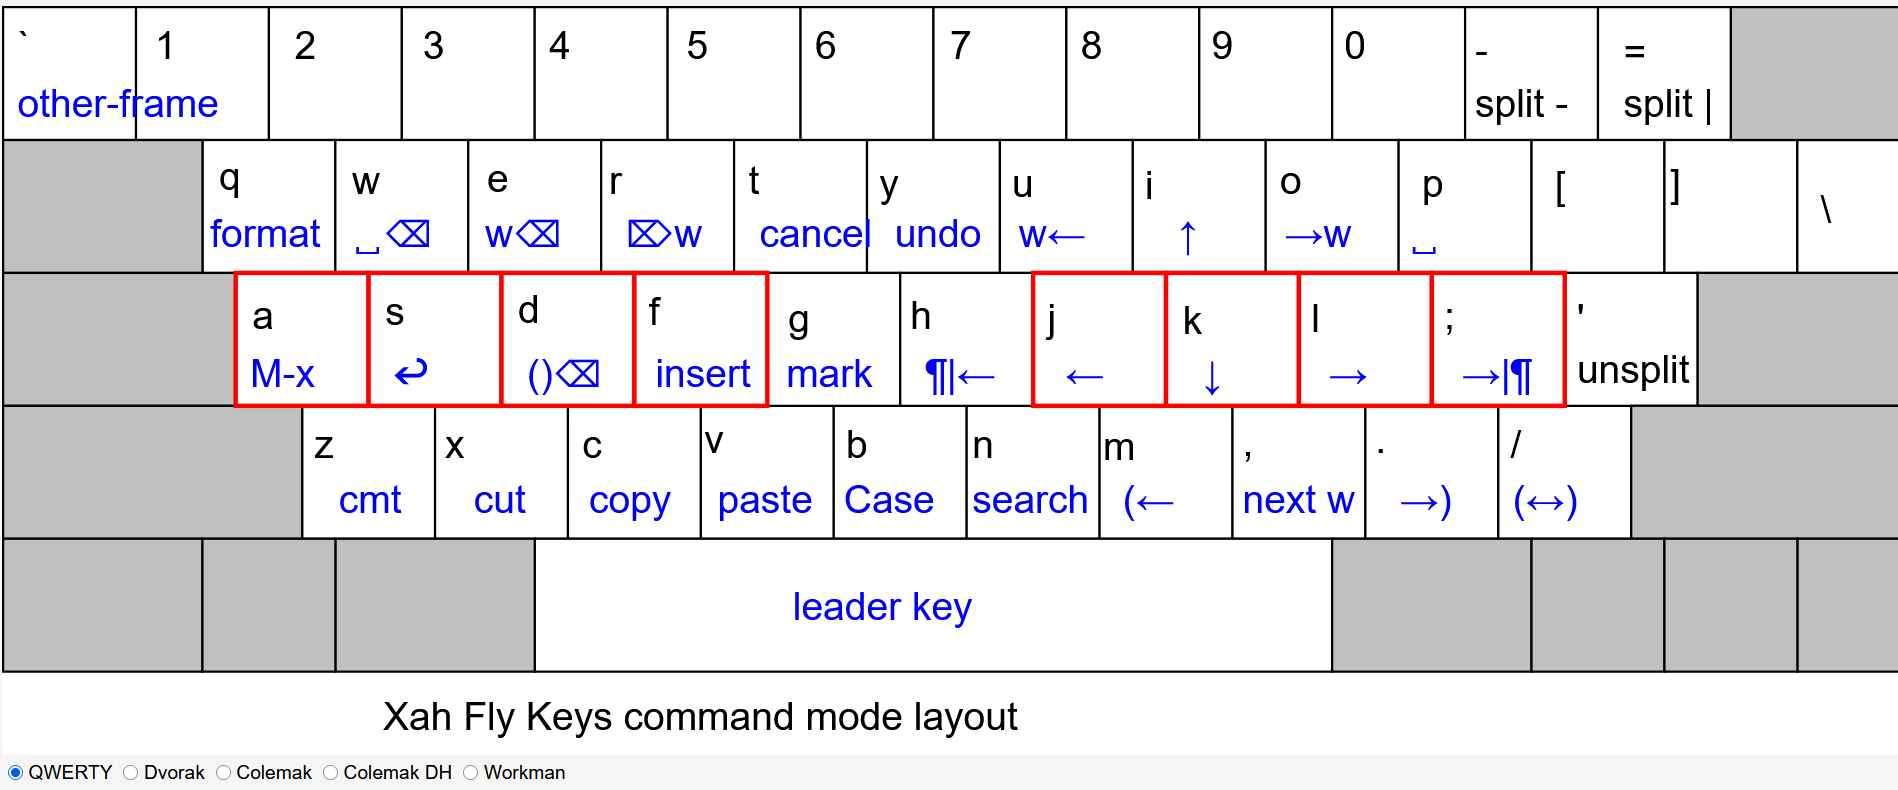 ` 1 2 3 4 5 6 7 8 9 0 - =
other-frame split - split |
q w e r t y u i o p [ ] \
format ⎵⌫ w⌫ ⌦w cancel undo w← ↑ →w ⎵
a s d f g h j k l ; '
M-x ↩ ()⌫ insert mark ¶|← ← ↓ → →|¶ unsplit
z x c v b n m , . /
cmt cut copy paste Case search (← next w →) (↔)
leader key
Xah Fly Keys command mode layout
QWERTY Dvorak Colemak Colemak DH Workman